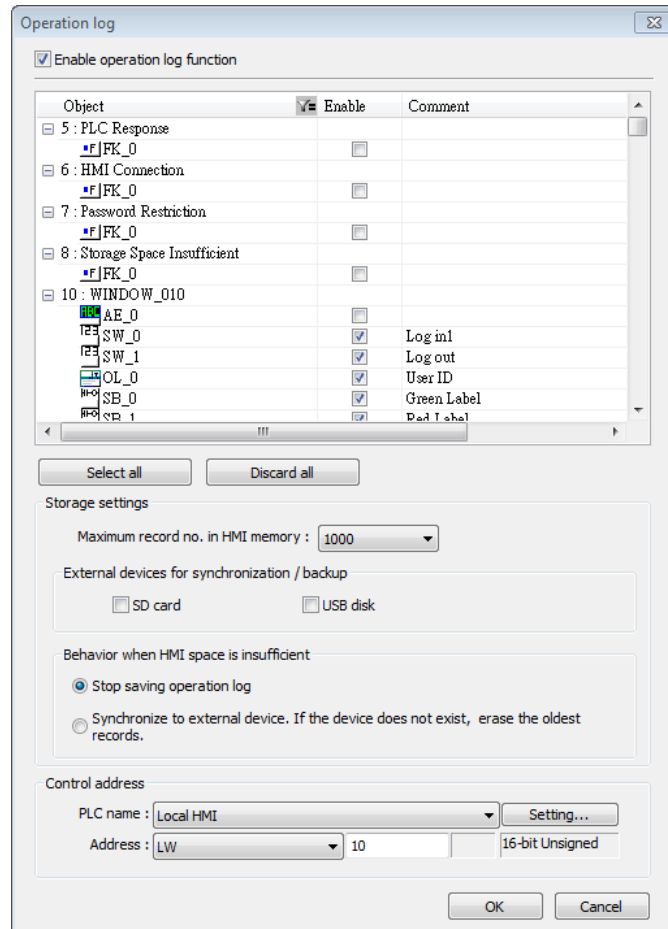 Operation log
Enable operation log function
Object Enable Comment
5 : PLC Response
FK_0
6 : HMI Connection
FK_0
7 : Password Restriction
FK_0
8 : Storage Space Insufficient
FK_0
10 : WINDOW_010
AE_0
SW_0 Log in1
SW_1 Log out
OL_0 User ID
SB_0 Green Label
SB_1 Red Label
Select all Discard all
Storage settings
Maximum record no. in HMI memory : 1000
External devices for synchronization / backup
SD card USB disk
Behavior when HMI space is insufficient
Stop saving operation log
Synchronize to external device. If the device does not exist, erase the oldest
records.
Control address
PLC name : Local HMI Setting...
Address : LW 10 16-bit Unsigned
OK Cancel